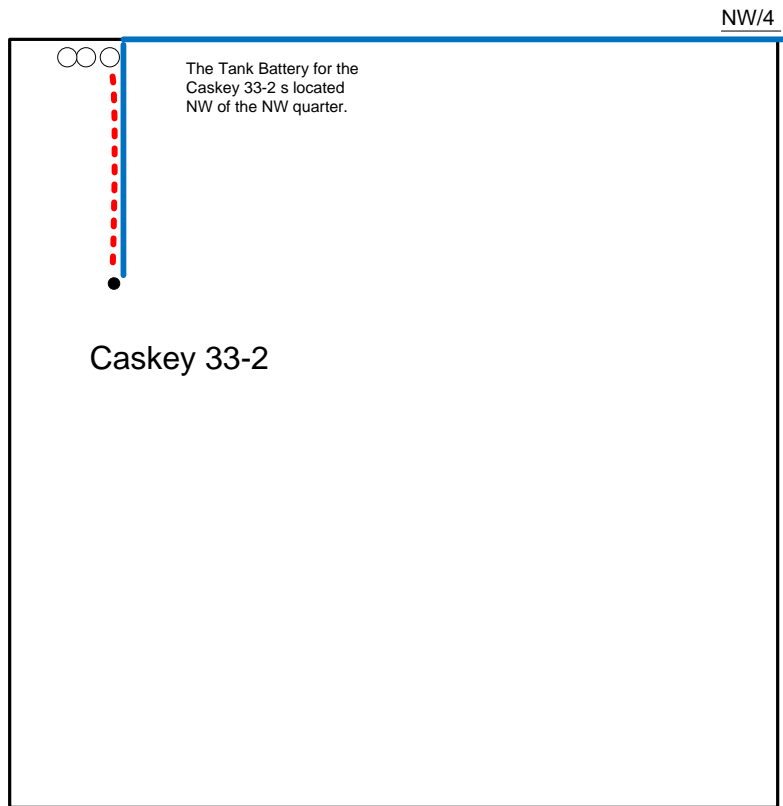 NW/4
The Tank Battery for the
Caskey 33-2 s located
NW of the NW quarter.
Caskey 33-2